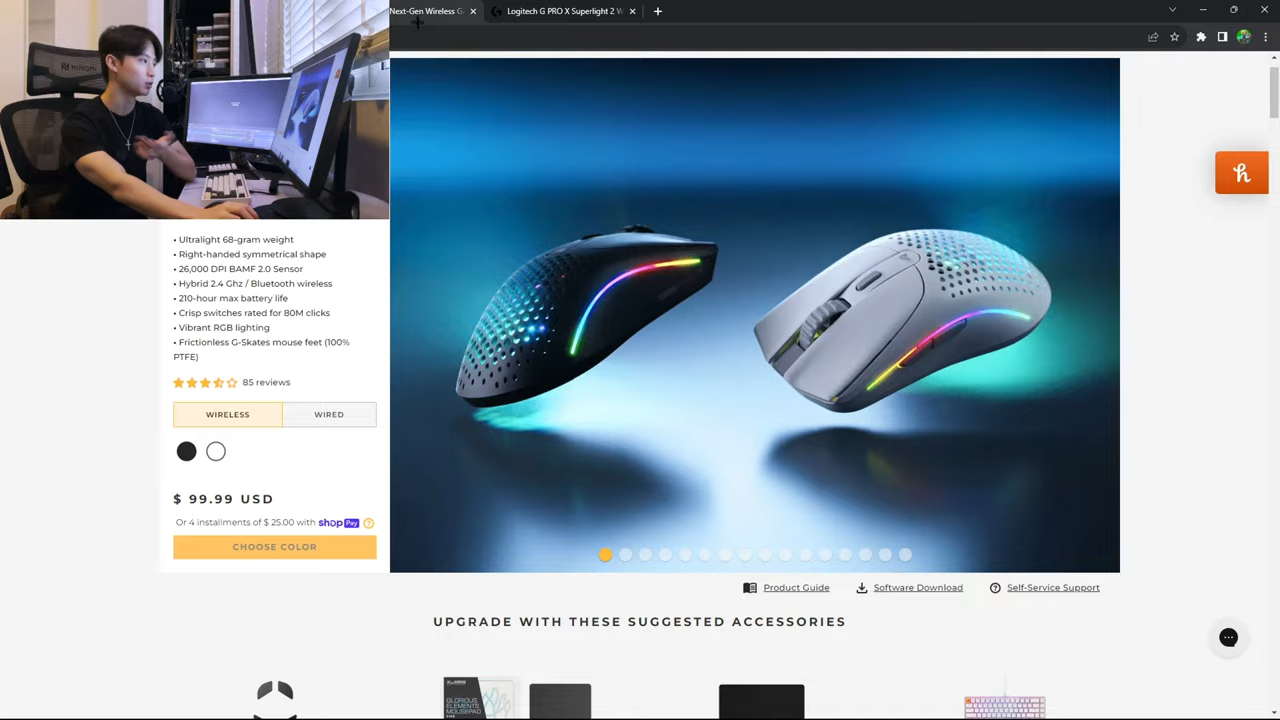 Next-Gen Wireless G
Logitech G PRO X Superlight 2 W
• Ultralight 68-gram weight
• Right-handed symmetrical shape
• 26,000 DPI BAMF 2.0 Sensor
• Hybrid 2.4 Ghz / Bluetooth wireless
• 210-hour max battery life
• Crisp switches rated for 80M clicks
• Vibrant RGB lighting
• Frictionless G-Skates mouse feet (100%
PTFE)
85 reviews
WIRELESS
WIRED
$ 99.99 USD
Or 4 installments of $ 25.00 with shop Pay
CHOOSE COLOR
Product Guide
Software Download
Self-Service Support
UPGRADE WITH THESE SUGGESTED ACCESSORIES
GLORIOUS
ELEMENTS
MOUSEPAD